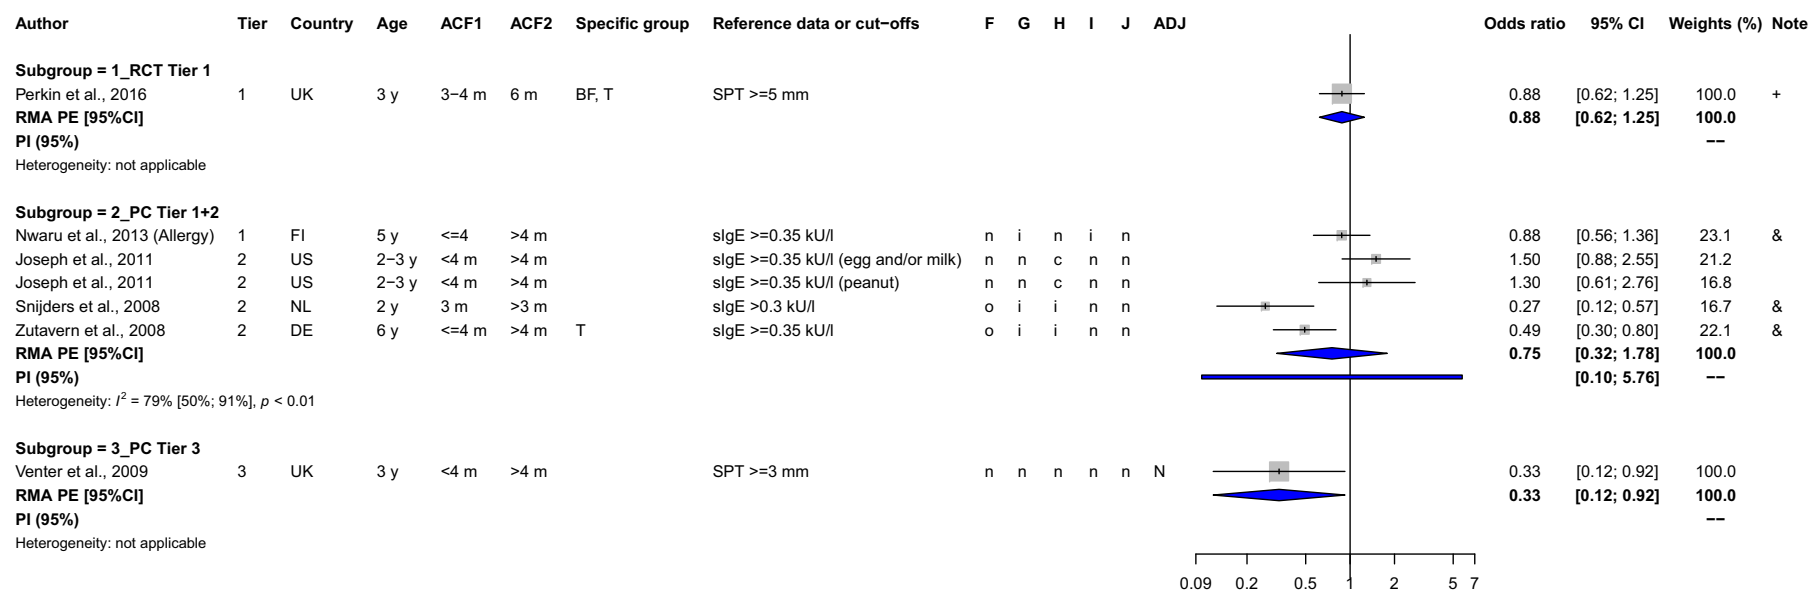 Author Tier Country Age ACF1 ACF2 Specific group Reference data or cut−offs F G H I J ADJ Odds ratio 95% CI Weights (%) Note
Subgroup = 1_RCT Tier 1
Perkin et al., 2016 1 UK 3 y 3−4 m 6 m BF, T SPT >=5 mm 0.88 [0.62; 1.25] 100.0 +
RMA PE [95%CI] 0.88 [0.62; 1.25] 100.0
PI (95%) −−
Heterogeneity: not applicable
Subgroup = 2_PC Tier 1+2
Nwaru et al., 2013 (Allergy) 1 FI 5 y <=4 >4 m sIgE >=0.35 kU/l n i n i n 0.88 [0.56; 1.36] 23.1 &
Joseph et al., 2011 2 US 2−3 y <4 m >4 m sIgE >=0.35 kU/l (egg and/or milk) n n c n n 1.50 [0.88; 2.55] 21.2
Joseph et al., 2011 2 US 2−3 y <4 m >4 m sIgE >=0.35 kU/l (peanut) n n c n n 1.30 [0.61; 2.76] 16.8
Snijders et al., 2008 2 NL 2 y 3 m >3 m sIgE >0.3 kU/l o i i n n 0.27 [0.12; 0.57] 16.7 &
Zutavern et al., 2008 2 DE 6 y <=4 m >4 m T sIgE >=0.35 kU/l o i i n n 0.49 [0.30; 0.80] 22.1 &
RMA PE [95%CI] 0.75 [0.32; 1.78] 100.0
PI (95%) [0.10; 5.76] −−
Heterogeneity: I² = 79% [50%; 91%], p < 0.01
Subgroup = 3_PC Tier 3
Venter et al., 2009 3 UK 3 y <4 m >4 m SPT >=3 mm n n n n n N 0.33 [0.12; 0.92] 100.0
RMA PE [95%CI] 0.33 [0.12; 0.92] 100.0
PI (95%) −−
Heterogeneity: not applicable
0.09 0.2 0.5 1 2 5 7